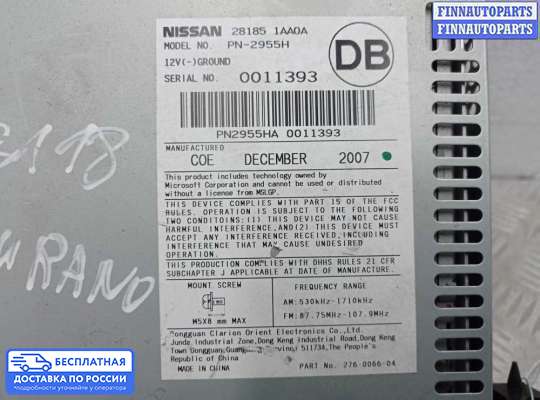 FINNAUTOPARTS
FINNAUTOPARTS
FINNAUTOPARTS
NISSAN 28185 1AA0A
MODEL NO. PN-2955H
12V(-)GROUND
DB
SERIAL NO. 0011393
PN2955HA 0011393
MANUFACTURED
COE DECEMBER 2007
This product includes technology owned by
Microsoft Corporation and cannot be used or distributed
without a license from MSLGP.
THIS DEVICE COMPLIES WITH PART 15 OF THE FCC
RULES. OPERATION IS SUBJECT TO THE FOLLOWING
TWO CONDITIONS:(1) THIS DEVICE MAY NOT CAUSE
HARMFUL INTERFERENCE,AND(2) THIS DEVICE MUST
ACCEPT ANY INTERFERENCE RECEIVED,INCLUDING
INTERFERENCE THAT MAY CAUSE UNDESIRED
OPERATION.
THIS PRODUCTION COMPLIES WITH DHHS RULES 21 CFR
SUBCHAPTER J APPLICABLE AT DATE OF MANUFACTURE.
MOUNT SCREW
M5X8 mm MAX
FREQUENCY RANGE
AM:530kHz-1710kHz
FM:87.75MHz-107.9MHz
Dongguan Clarion Orient Electronics Co.,Ltd.
Junda Industrial Zone,Dong Keng Industrial Road,Dong Keng
Town Dongguan, 511734,The People's
Republic of China
MADE IN CHINA PART No. 276-0066-04
118
RANO
БЕСПЛАТНАЯ
ДОСТАВКА ПО РОССИИ